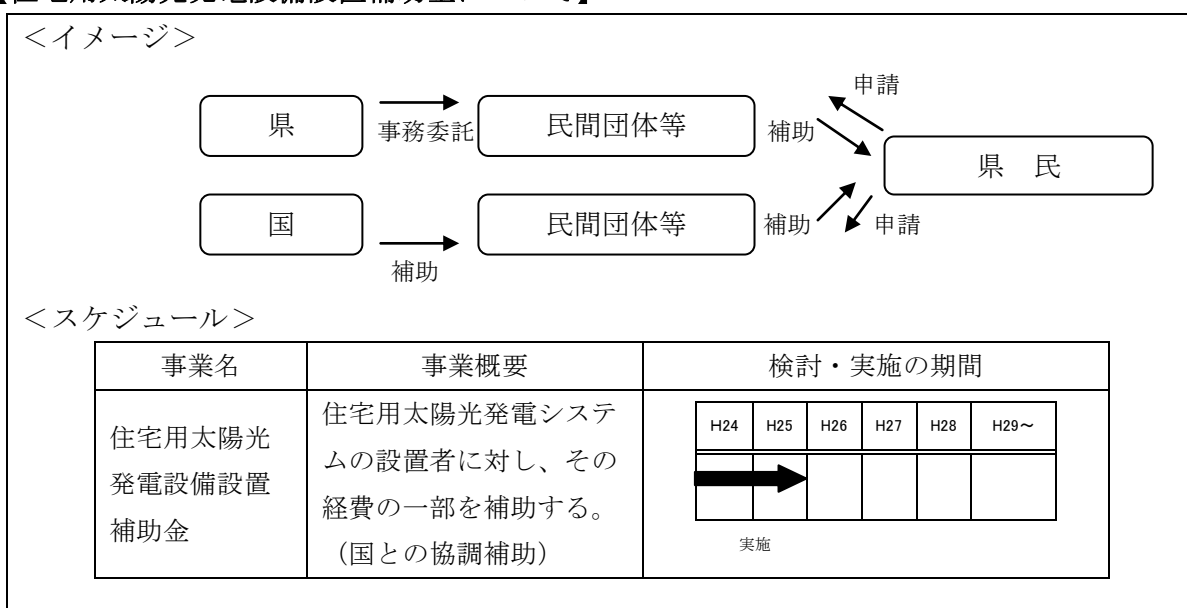 <イメージ>
申請
県
事務委託
民間団体等
補助
県 民
国
補助
民間団体等
補助
申請
<スケジュール>
事業名
事業概要
検討・実施の期間
住宅用太陽光
発電設備設置
補助金
住宅用太陽光発電システ
ムの設置者に対し、その
経費の一部を補助する。
（国との協調補助）
H24 H25 H26 H27 H28 H29～
実施